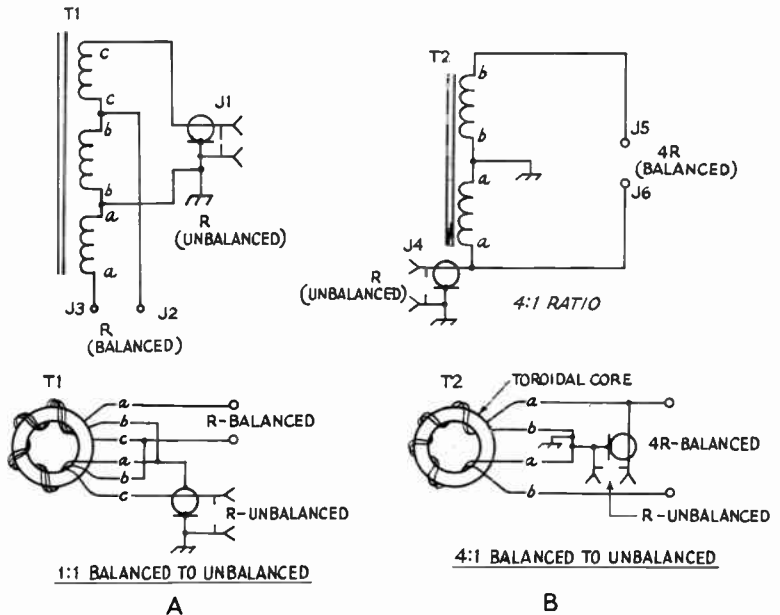 T1
c
c
b
b
a
a
J1
R
(UNBALANCED)
J3
J2
R
(BALANCED)
T2
b
b
a
a
J5
4R
(BALANCED)
J6
J4
R
(UNBALANCED)
4:1 RATIO
T1
a
b
c
a
b
c
R-BALANCED
R-UNBALANCED
1:1 BALANCED TO UNBALANCED
A
T2
TOROIDAL CORE
a
b
a
b
4R-BALANCED
R-UNBALANCED
4:1 BALANCED TO UNBALANCED
B